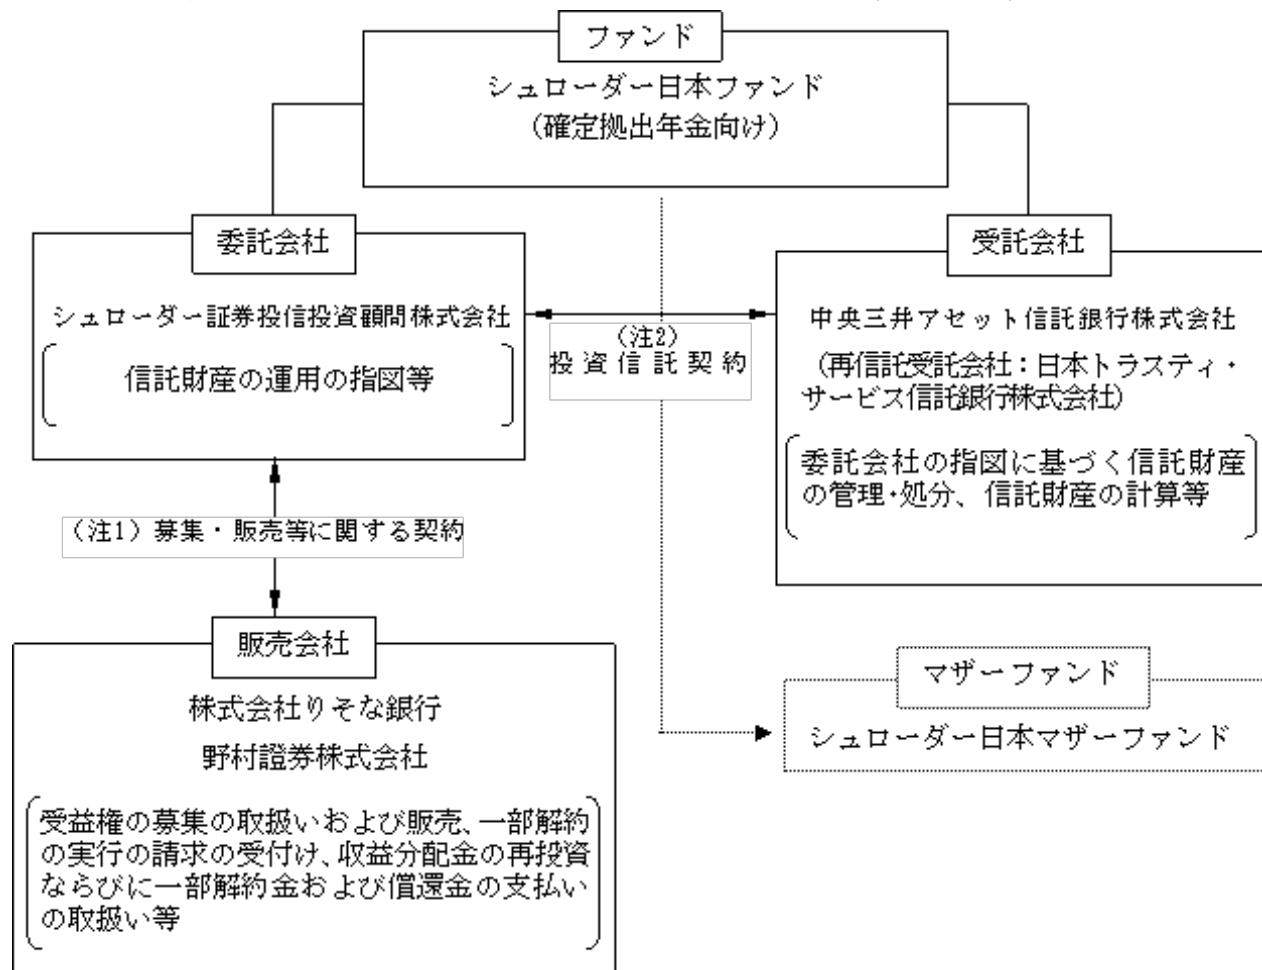 ファンド
シュローダー日本ファンド
（確定拠出年金向け）
委託会社
シュローダー証券投信投資顧問株式会社
信託財産の運用の指図等
（注2）
投資信託契約
受託会社
中央三井アセット信託銀行株式会社
（再信託受託会社：日本トラスティ・
サービス信託銀行株式会社）
委託会社の指図に基づく信託財産
の管理・処分、信託財産の計算等
（注1）募集・販売等に関する契約
販売会社
株式会社りそな銀行
野村證券株式会社
受益権の募集の取扱いおよび販売、一部解約
の実行の請求の受付け、収益分配金の再投資
ならびに一部解約金および償還金の支払い
の取扱い等
マザーファンド
シュローダー日本マザーファンド